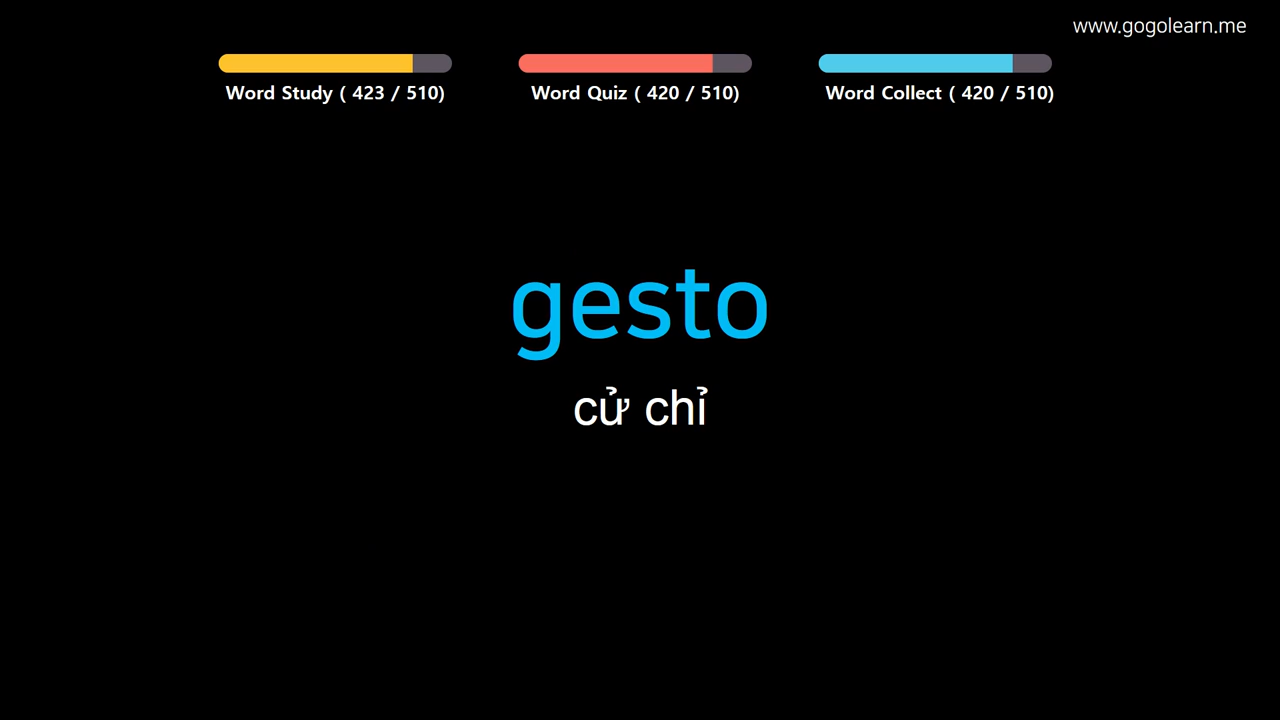 www.gogolearn.me
Word Study ( 423 / 510)
Word Quiz ( 420 / 510)
Word Collect ( 420 / 510)
gesto
cử chỉ